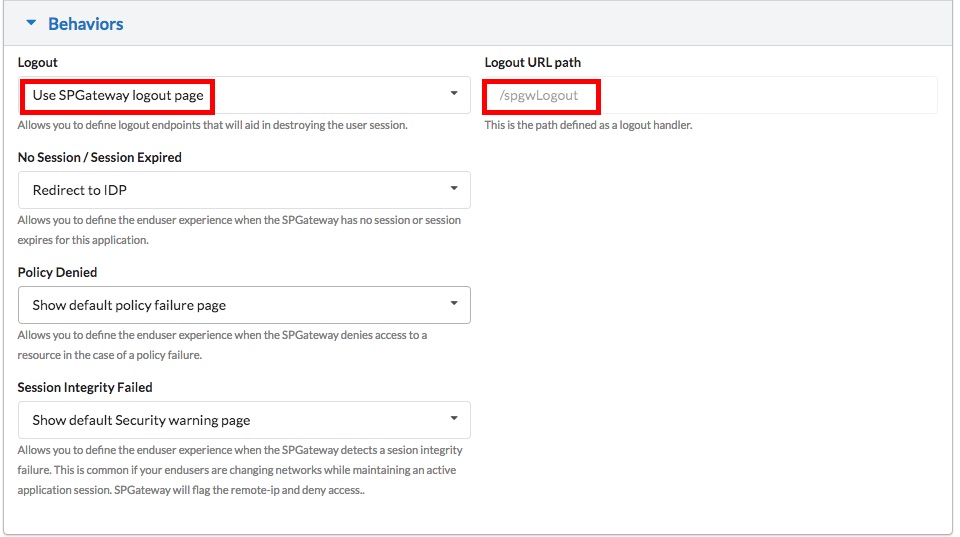 Behaviors
Logout
Use SPGateway logout page
Allows you to define logout endpoints that will aid in destroying the user session.
Logout URL path
/spgwLogout
This is the path defined as a logout handler.
No Session / Session Expired
Redirect to IDP
Allows you to define the enduser experience when the SPGateway has no session or session
expires for this application.
Policy Denied
Show default policy failure page
Allows you to define the enduser experience when the SPGateway denies access to a
resource in the case of a policy failure.
Session Integrity Failed
Show default Security warning page
Allows you to define the enduser experience when the SPGateway detects a sesion integrity
failure. This is common if your endusers are changing networks while maintaining an active
application session. SPGateway will flag the remote-ip and deny access..